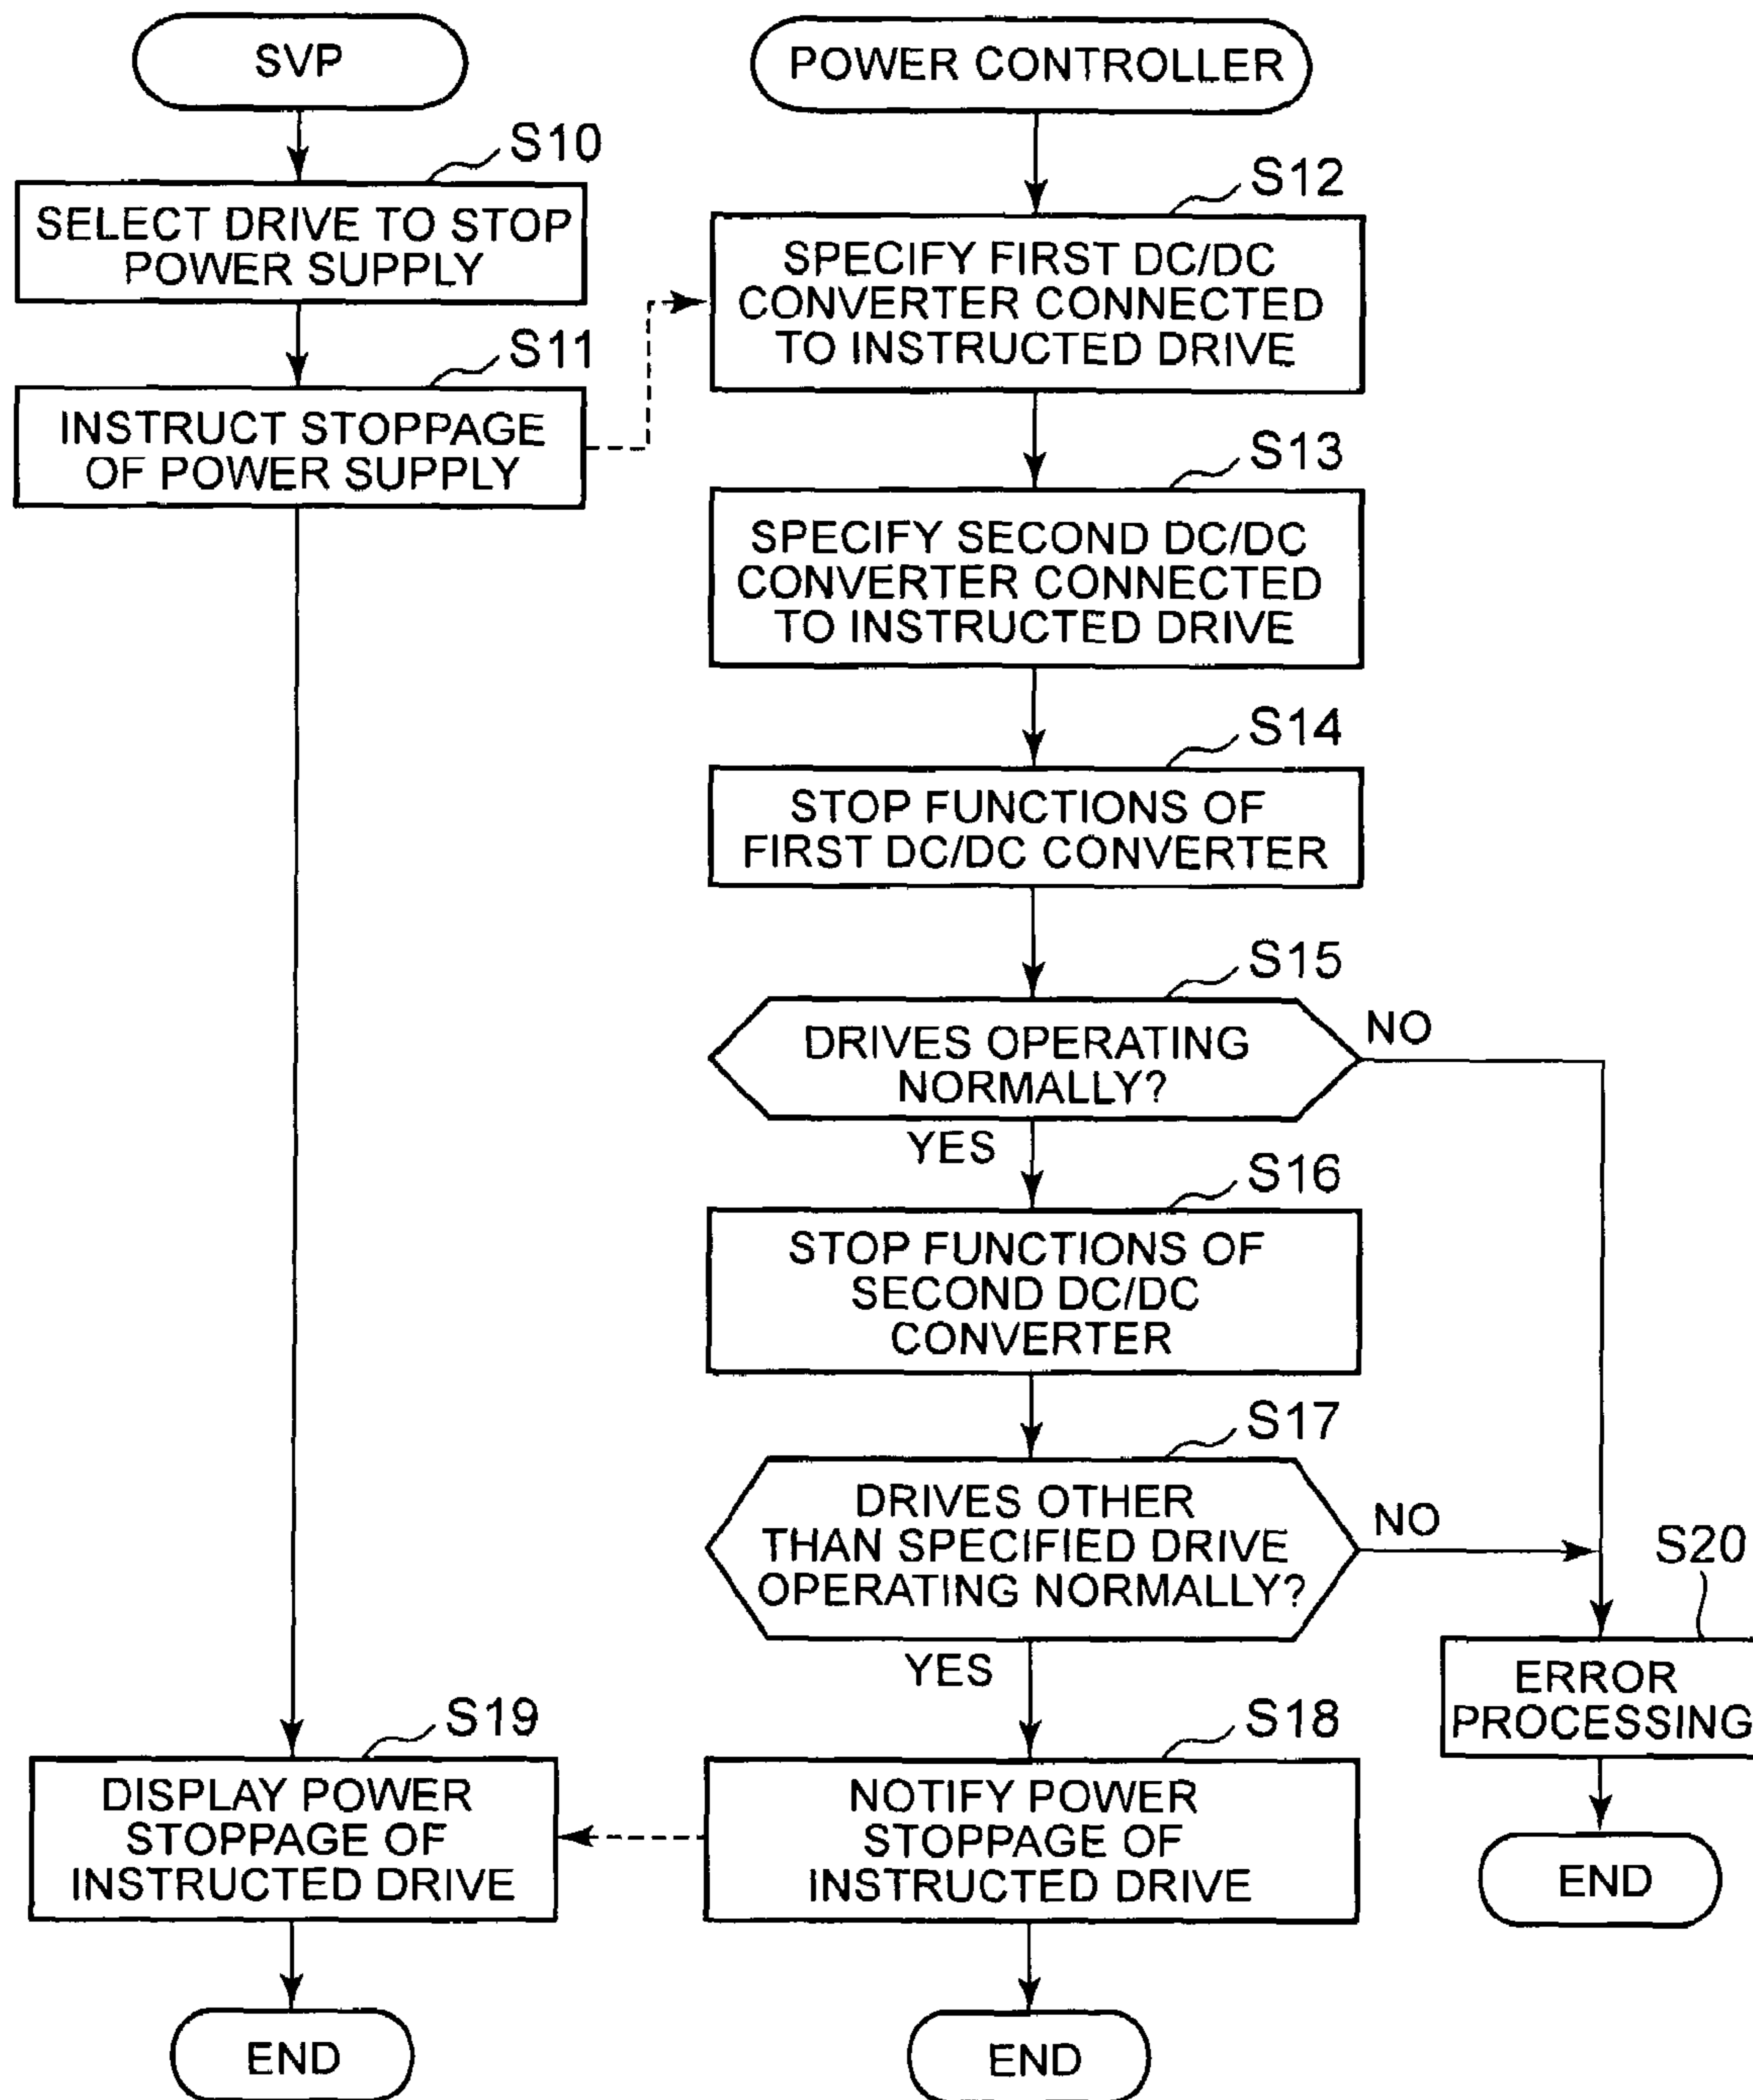 SVP
S10
SELECT DRIVE TO STOP
POWER SUPPLY
S11
INSTRUCT STOPPAGE
OF POWER SUPPLY
POWER CONTROLLER
S12
SPECIFY FIRST DC/DC
CONVERTER CONNECTED
TO INSTRUCTED DRIVE
S13
SPECIFY SECOND DC/DC
CONVERTER CONNECTED
TO INSTRUCTED DRIVE
S14
STOP FUNCTIONS OF
FIRST DC/DC CONVERTER
S15
DRIVES OPERATING
NORMALLY?
NO
YES
S16
STOP FUNCTIONS OF
SECOND DC/DC
CONVERTER
S17
DRIVES OTHER
THAN SPECIFIED DRIVE
OPERATING NORMALLY?
NO
YES
S20
ERROR
PROCESSING
END
S18
NOTIFY POWER
STOPPAGE OF
INSTRUCTED DRIVE
END
S19
DISPLAY POWER
STOPPAGE OF
INSTRUCTED DRIVE
END